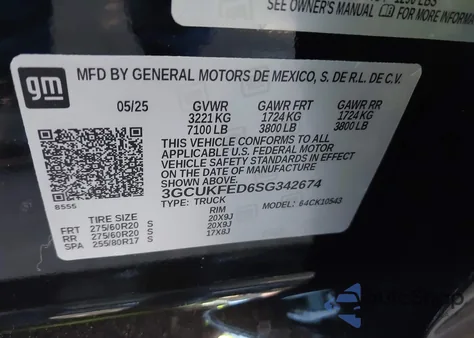 SEE OWNER'S MANUAL FOR MORE
gm
MFD BY GENERAL MOTORS DE MEXICO, S. DE R.L. DE C.V.
05/25 GVWR GAWR FRT GAWR RR
3221 KG 1724 KG 1724 KG
7100 LB 3800 LB 3800 LB
THIS VEHICLE CONFORMS TO ALL
APPLICABLE U.S. FEDERAL MOTOR
VEHICLE SAFETY STANDARDS IN EFFECT
ON THE DATE OF MANUFACTURE SHOWN ABOVE.
3GCUKFED6SG342674
8555
TYPE: TRUCK MODEL: 64CK10543
TIRE SIZE RIM
FRT 275/60R20 S 20X9J
RR 275/60R20 S 20X9J
SPA 255/80R17 S 17X8J